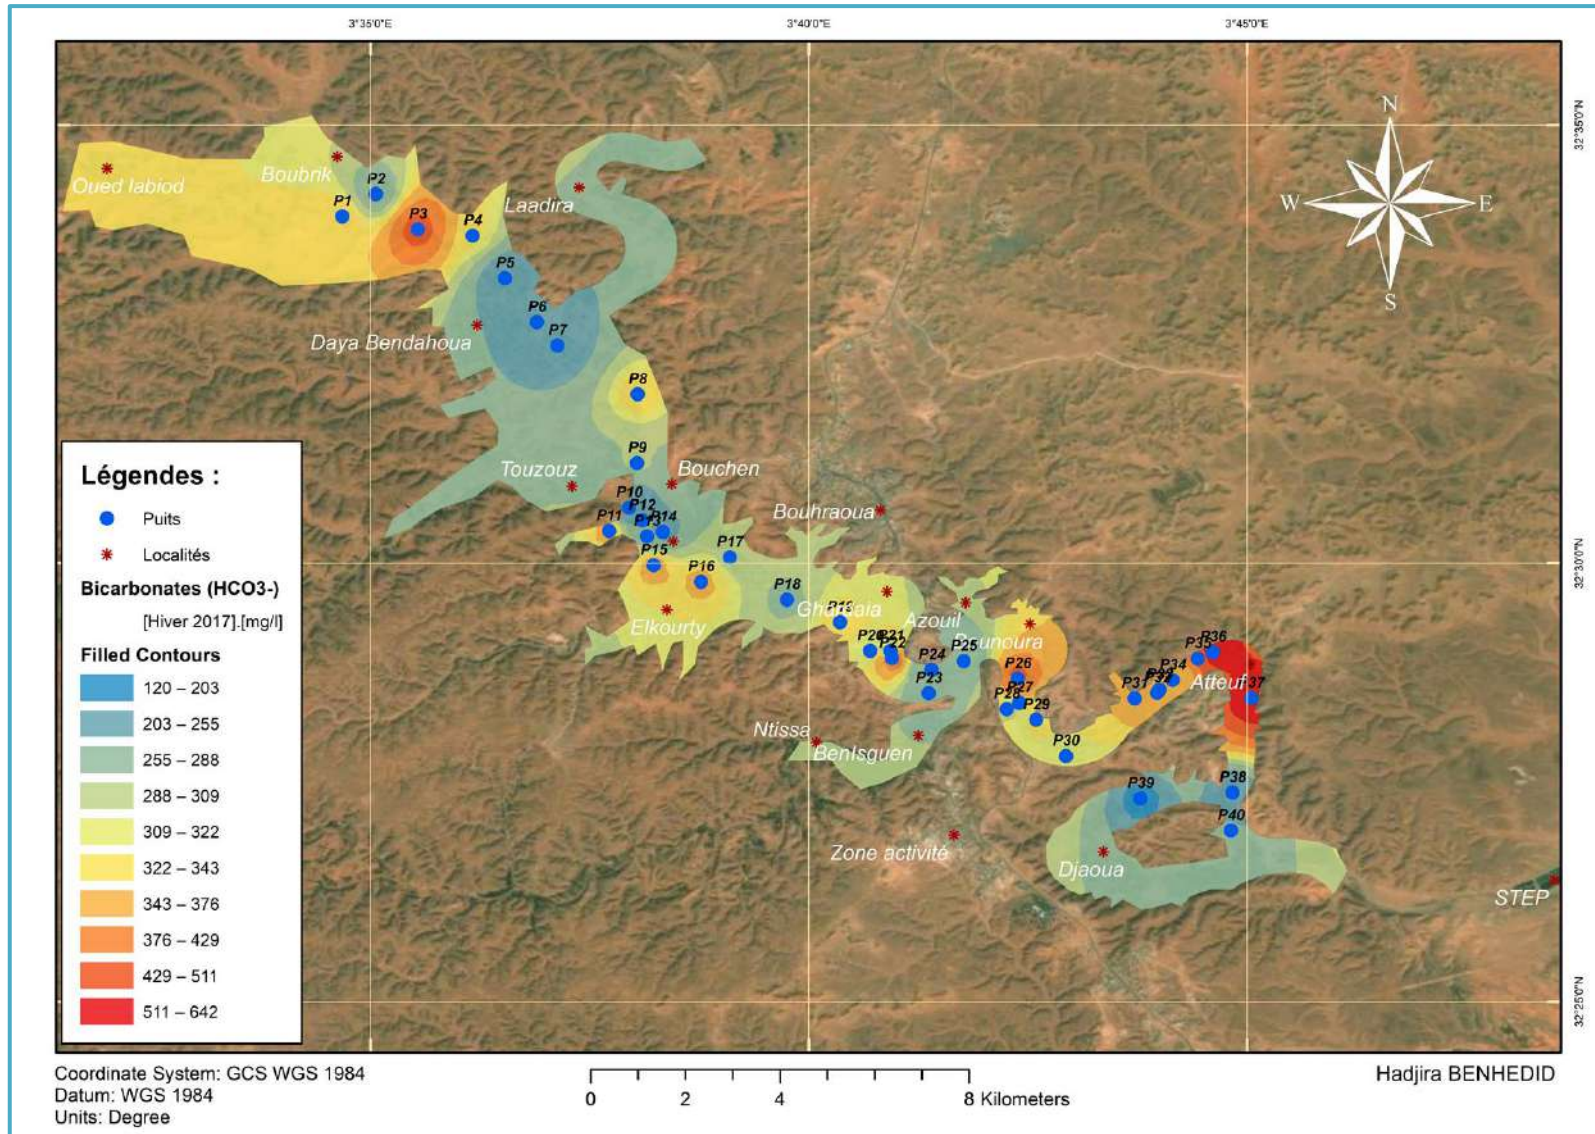 3°35'0"E
3°40'0"E
3°45'0"E
32°35'0"N
32°30'0"N
32°25'0"N
N
W
E
S
Oued labiod
Boubrik
Laadira
P1
P2
P3
P4
P5
P6
P7
Daya Bendahoua
P8
P9
Touzouz
Bouchen
P10
P12
P11
P13
P14
P15
P16
P17
P18
Elkourty
Bouhraoua
Ghardaia
Azouil
Bounoura
P20
P21
P22
P24
P25
P23
P26
P27
P28
P29
P30
P31
P34
P35
P36
Atteuf
P37
Ntissa
BenIsguen
P39
P38
P40
Zone activité
Djaoua
STEP
Légendes :
Puits
Localités
Bicarbonates (HCO3-)
[Hiver 2017].[mg/l]
Filled Contours
120 – 203
203 – 255
255 – 288
288 – 309
309 – 322
322 – 343
343 – 376
376 – 429
429 – 511
511 – 642
Coordinate System: GCS WGS 1984
Datum: WGS 1984
Units: Degree
0 2 4 8 Kilometers
Hadjira BENHEDID